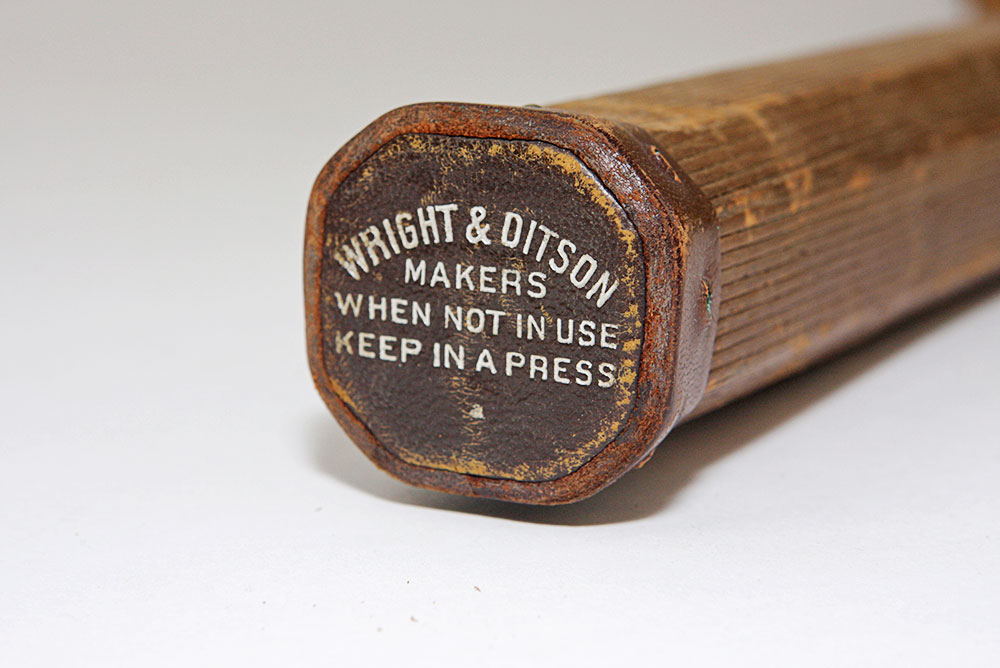 WRIGHT & DITSON
MAKERS
WHEN NOT IN USE
KEEP IN A PRESS